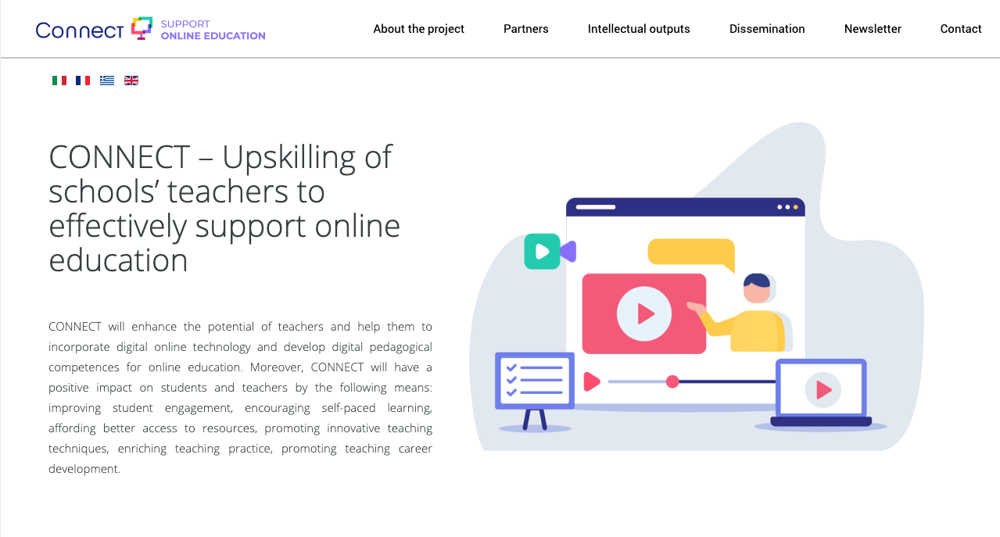 Connect SUPPORT
ONLINE EDUCATION
About the project Partners Intellectual outputs Dissemination Newsletter Contact
CONNECT – Upskilling of
schools’ teachers to
effectively support online
education
CONNECT will enhance the potential of teachers and help them to
incorporate digital online technology and develop digital pedagogical
competences for online education. Moreover, CONNECT will have a
positive impact on students and teachers by the following means:
improving student engagement, encouraging self-paced learning,
affording better access to resources, promoting innovative teaching
techniques, enriching teaching practice, promoting teaching career
development.